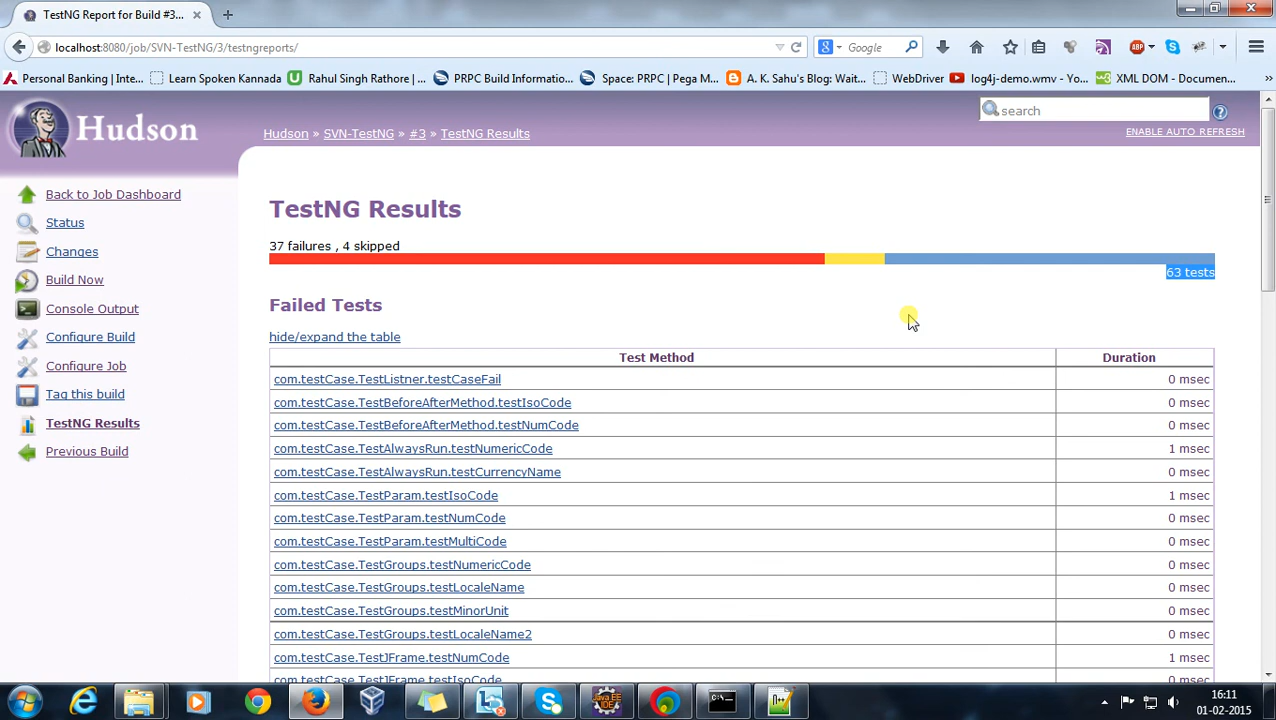 TestNG Report for Build #3...
localhost:8080/job/SVN-TestNG/3/testngreports/
Google
Personal Banking | Inte...
Learn Spoken Kannada
Rahul Singh Rathore | ...
PRPC Build Informatio...
Space: PRPC | Pega M...
A. K. Sahu's Blog: Wait...
WebDriver
log4j-demo.wmv - Yo...
XML DOM - Documen...
Hudson
Hudson » SVN-TestNG » #3 » TestNG Results
search
ENABLE AUTO REFRESH
Back to Job Dashboard
Status
Changes
Build Now
Console Output
Configure Build
Configure Job
Tag this build
TestNG Results
Previous Build
TestNG Results
37 failures , 4 skipped
63 tests
Failed Tests
hide/expand the table
Test Method Duration
com.testCase.TestListner.testCaseFail 0 msec
com.testCase.TestBeforeAfterMethod.testIsoCode 0 msec
com.testCase.TestBeforeAfterMethod.testNumCode 0 msec
com.testCase.TestAlwaysRun.testNumericCode 1 msec
com.testCase.TestAlwaysRun.testCurrencyName 0 msec
com.testCase.TestParam.testIsoCode 1 msec
com.testCase.TestParam.testNumCode 0 msec
com.testCase.TestParam.testMultiCode 0 msec
com.testCase.TestGroups.testNumericCode 0 msec
com.testCase.TestGroups.testLocaleName 0 msec
com.testCase.TestGroups.testMinorUnit 0 msec
com.testCase.TestGroups.testLocaleName2 0 msec
com.testCase.TestJFrame.testNumCode 1 msec
com.testCase.TestJFrame.testIsoCode 0 msec
Java EE
IDE
16:11
01-02-2015